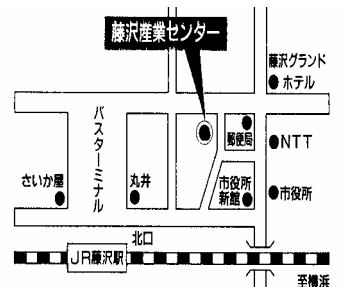 藤沢産業センター
藤沢グランド
ホテル
バスターミナル
郵便局
NTT
さいか屋
丸井
市役所
新館
市役所
北口
JR藤沢駅
至横浜